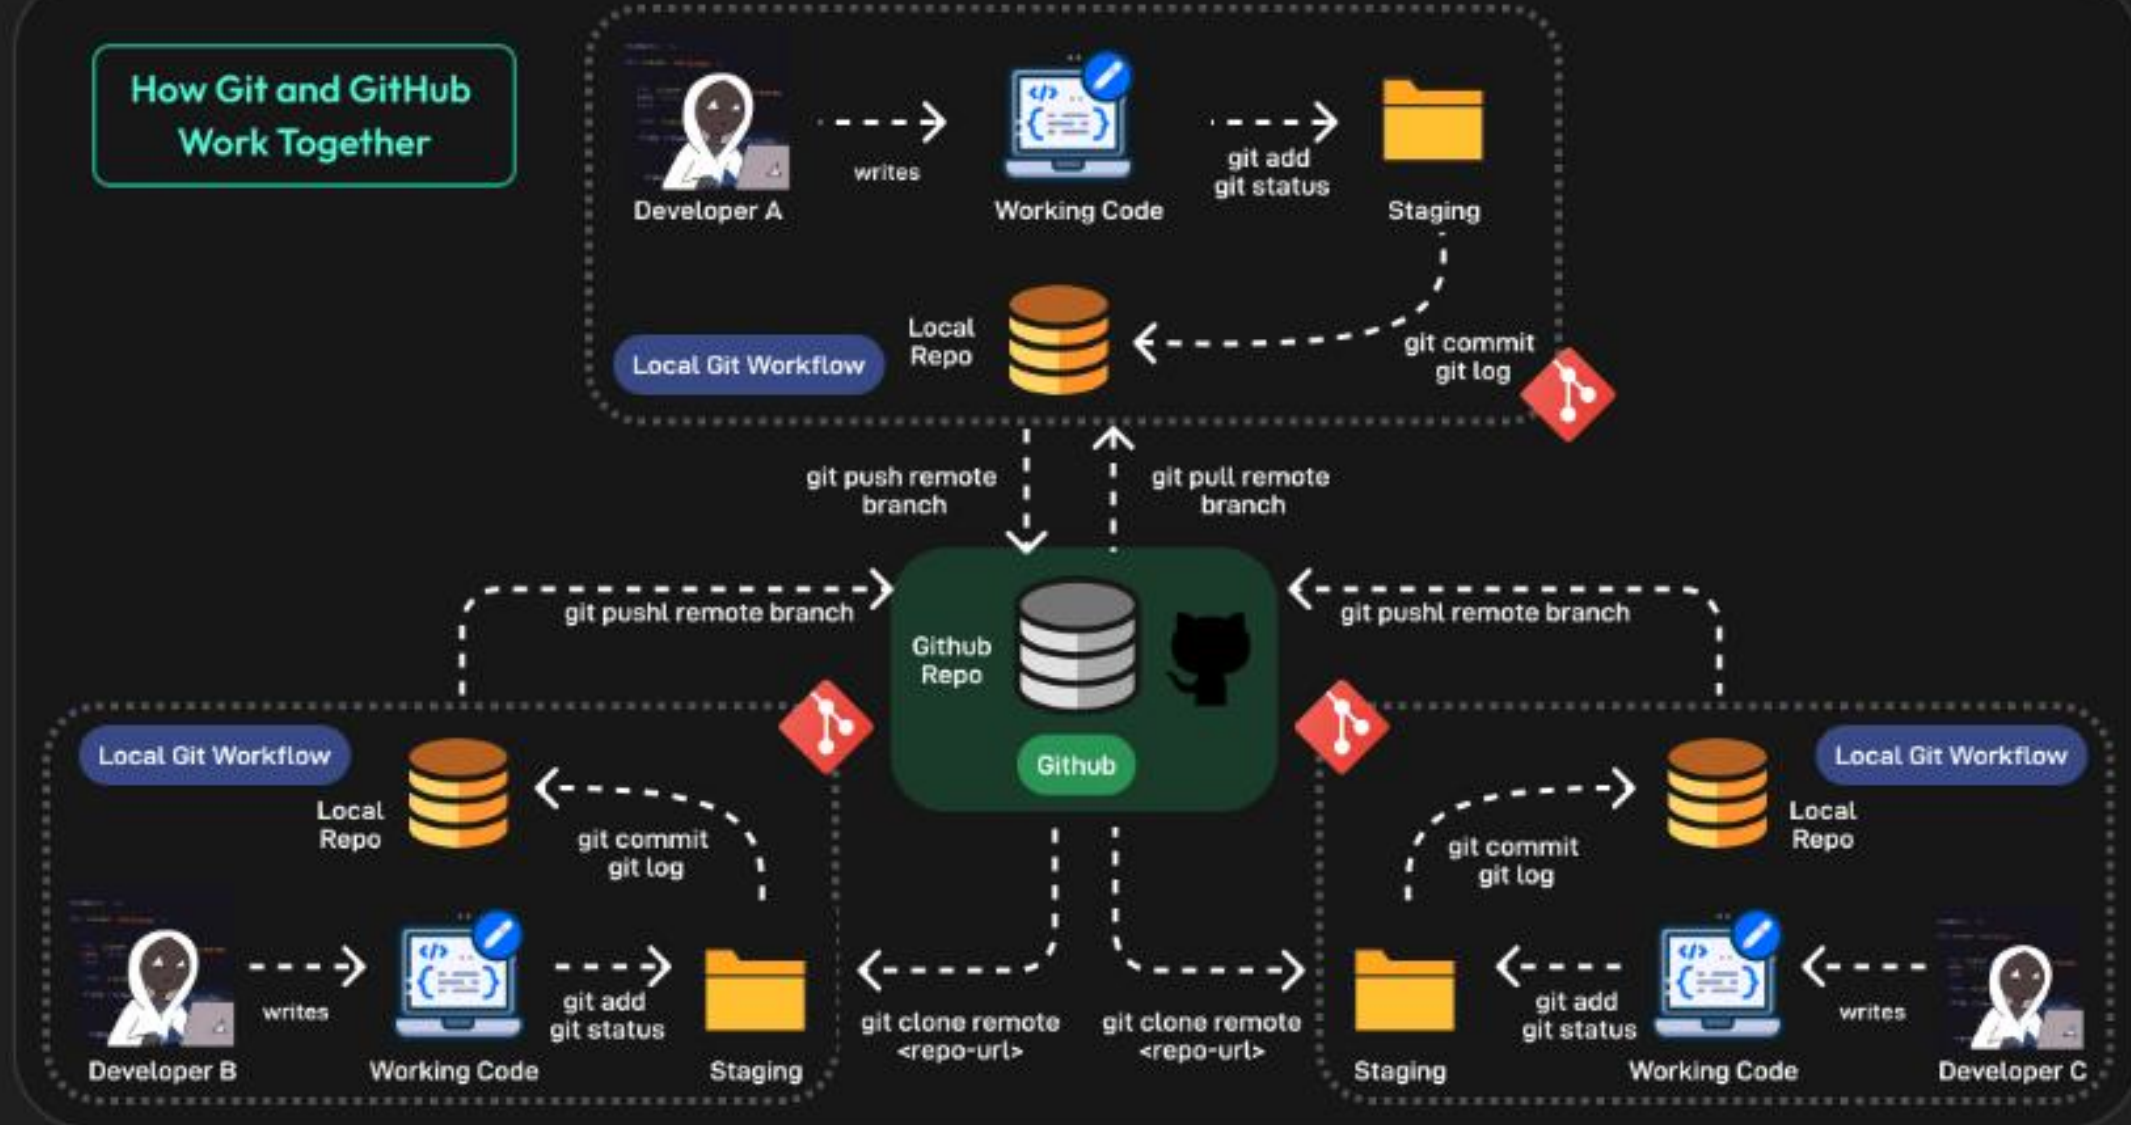 How Git and GitHub
Work Together
writes
git add
git status
Developer A
Working Code
Staging
Local
Repo
Local Git Workflow
git commit
git log
git push remote
branch
git pull remote
branch
git pushl remote branch
git pushl remote branch
Github
Repo
Github
Local Git Workflow
Local
Repo
git commit
git log
writes
git add
git status
Developer B
Working Code
Staging
git clone remote
<repo-url>
git clone remote
<repo-url>
Local Git Workflow
Local
Repo
git commit
git log
git add
git status
writes
Staging
Working Code
Developer C